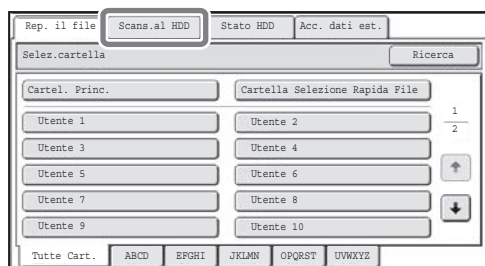 Rep. il file Scans.al HDD Stato HDD Acc. dati est.
Selez.cartella Ricerca
Cartel. Princ. Cartella Selezione Rapida File
1
Utente 1 Utente 2
2
Utente 3 Utente 4
Utente 5 Utente 6
Utente 7 Utente 8
Utente 9 Utente 10
Tutte Cart. ABCD EFGHI JKLMN OPQRST UVWXYZ